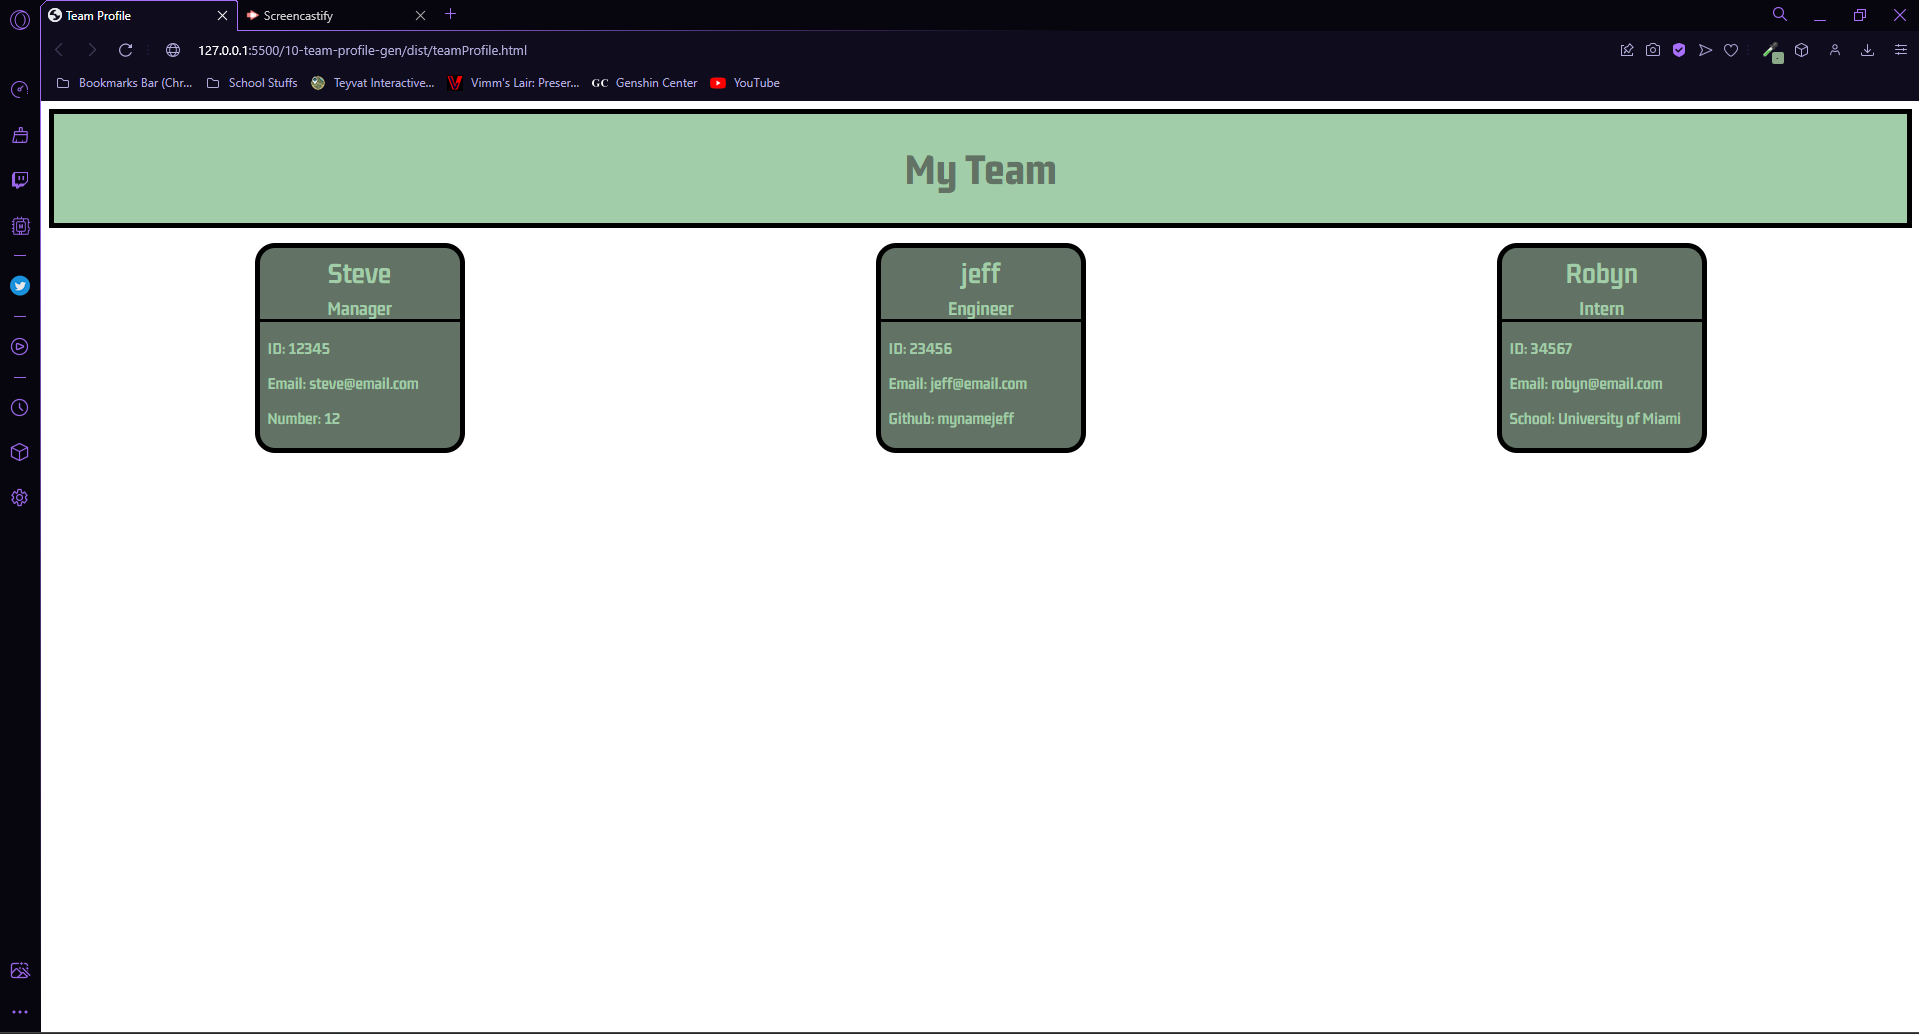 Team Profile
Screencastify
127.0.0.1:5500/10-team-profile-gen/dist/teamProfile.html
Bookmarks Bar (Chr...
School Stuffs
Teyvat Interactive...
Vimm's Lair: Preser...
GC Genshin Center
YouTube
My Team
Steve
Manager
ID: 12345
Email: steve@email.com
Number: 12
jeff
Engineer
ID: 23456
Email: jeff@email.com
Github: mynamejeff
Robyn
Intern
ID: 34567
Email: robyn@email.com
School: University of Miami